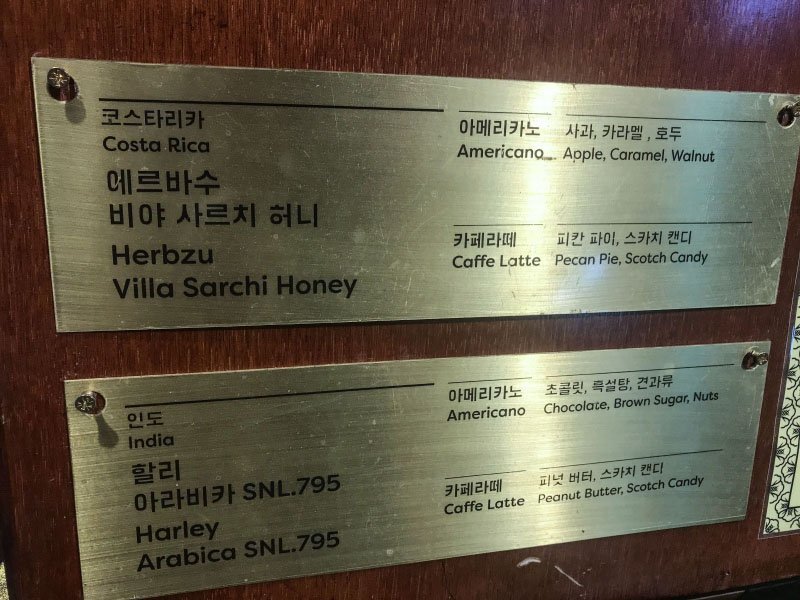 코스타리카
Costa Rica
에르바수
비야 사르치 허니
Herbzu
Villa Sarchi Honey
아메리카노 사과, 카라멜 , 호두
Americano Apple, Caramel, Walnut
카페라떼 피칸 파이, 스카치 캔디
Caffe Latte Pecan Pie, Scotch Candy
인도
India
할리
아라비카 SNL.795
Harley
Arabica SNL.795
아메리카노 초콜릿, 흑설탕, 견과류
Americano Chocolate, Brown Sugar, Nuts
카페라떼 피넛 버터, 스카치 캔디
Caffe Latte Peanut Butter, Scotch Candy